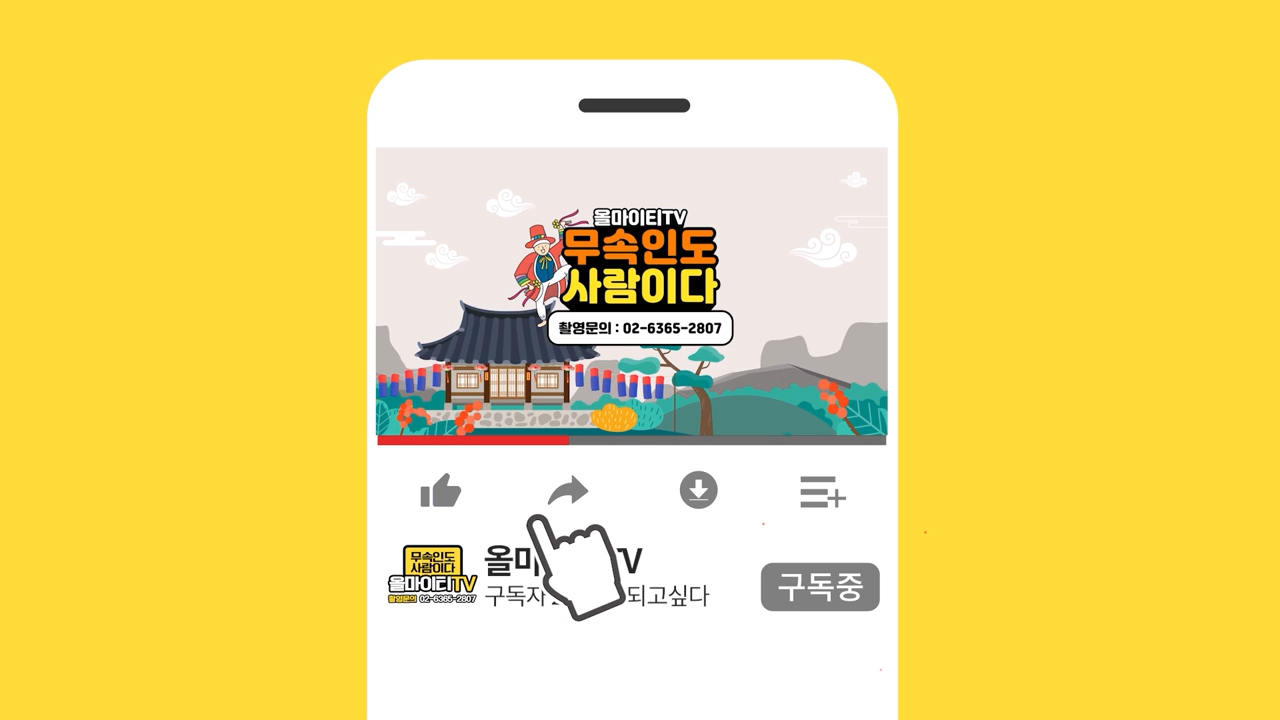 올마이티TV
무속인도
사람이다
촬영문의 : 02-6365-2807
무속인도
사람이다
올마이티TV
촬영문의 02-6365-2807
올마 TV
구독자 되고싶다
구독중